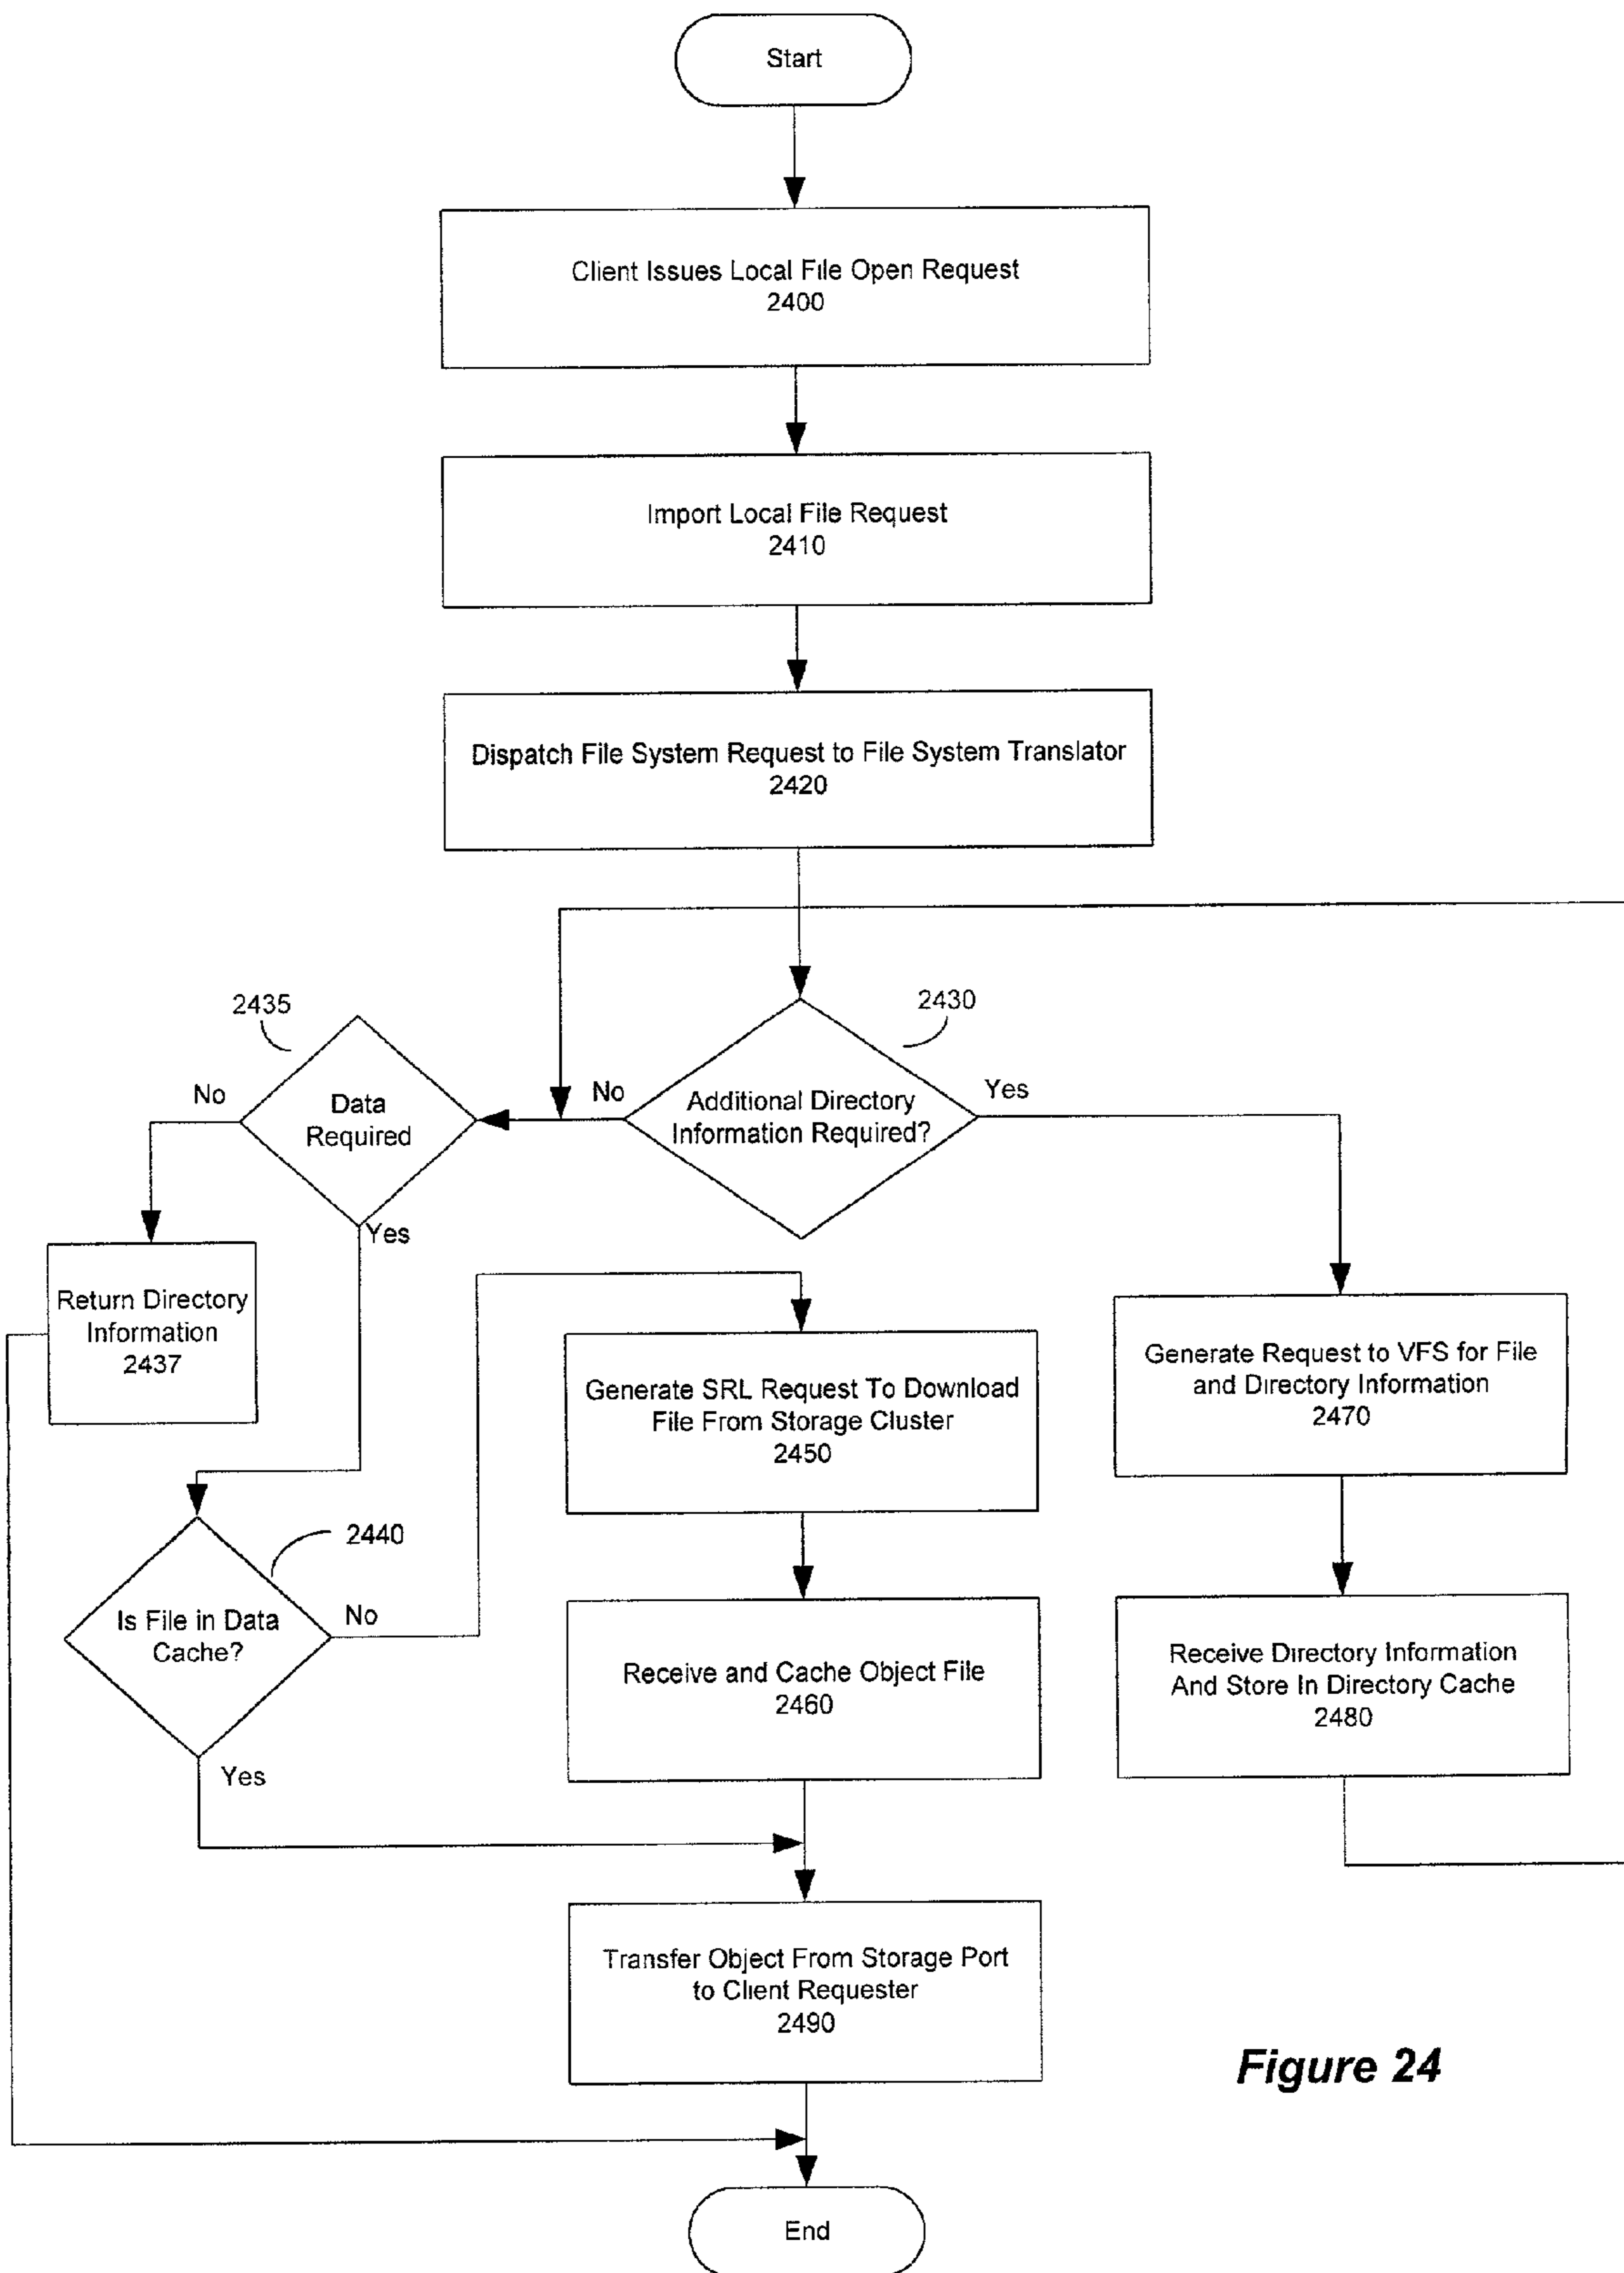 Start
Client Issues Local File Open Request
2400
Import Local File Request
2410
Dispatch File System Request to File System Translator
2420
2435
2430
No
Data
Required
No
Additional Directory
Information Required?
Yes
Yes
Return Directory
Information
2437
Generate SRL Request To Download
File From Storage Cluster
2450
Generate Request to VFS for File
and Directory Information
2470
2440
Is File in Data
Cache?
No
Receive and Cache Object File
2460
Receive Directory Information
And Store In Directory Cache
2480
Yes
Transfer Object From Storage Port
to Client Requester
2490
Figure 24
End